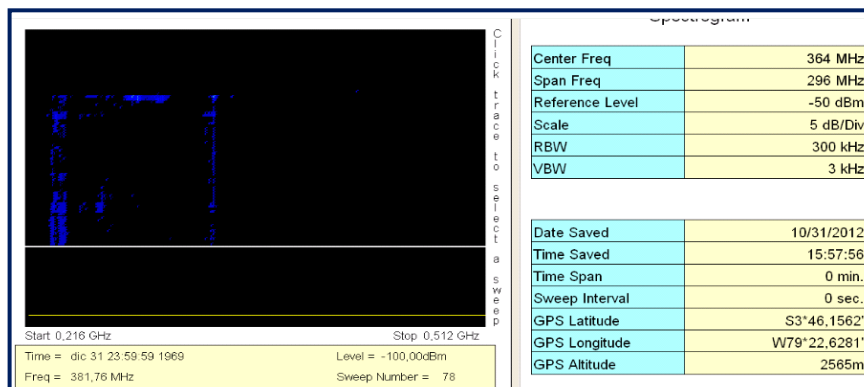 Spectrogram
Click trace to select a sweep
Start 0,216 GHz Stop 0,512 GHz
Time = dic 31 23:59:59 1969 Level = -100,00dBm
Freq = 381,76 MHz Sweep Number = 78
Center Freq 364 MHz
Span Freq 296 MHz
Reference Level -50 dBm
Scale 5 dB/Div
RBW 300 kHz
VBW 3 kHz
Date Saved 10/31/2012
Time Saved 15:57:56
Time Span 0 min.
Sweep Interval 0 sec.
GPS Latitude S3*46,1562'
GPS Longitude W79*22,6281'
GPS Altitude 2565m